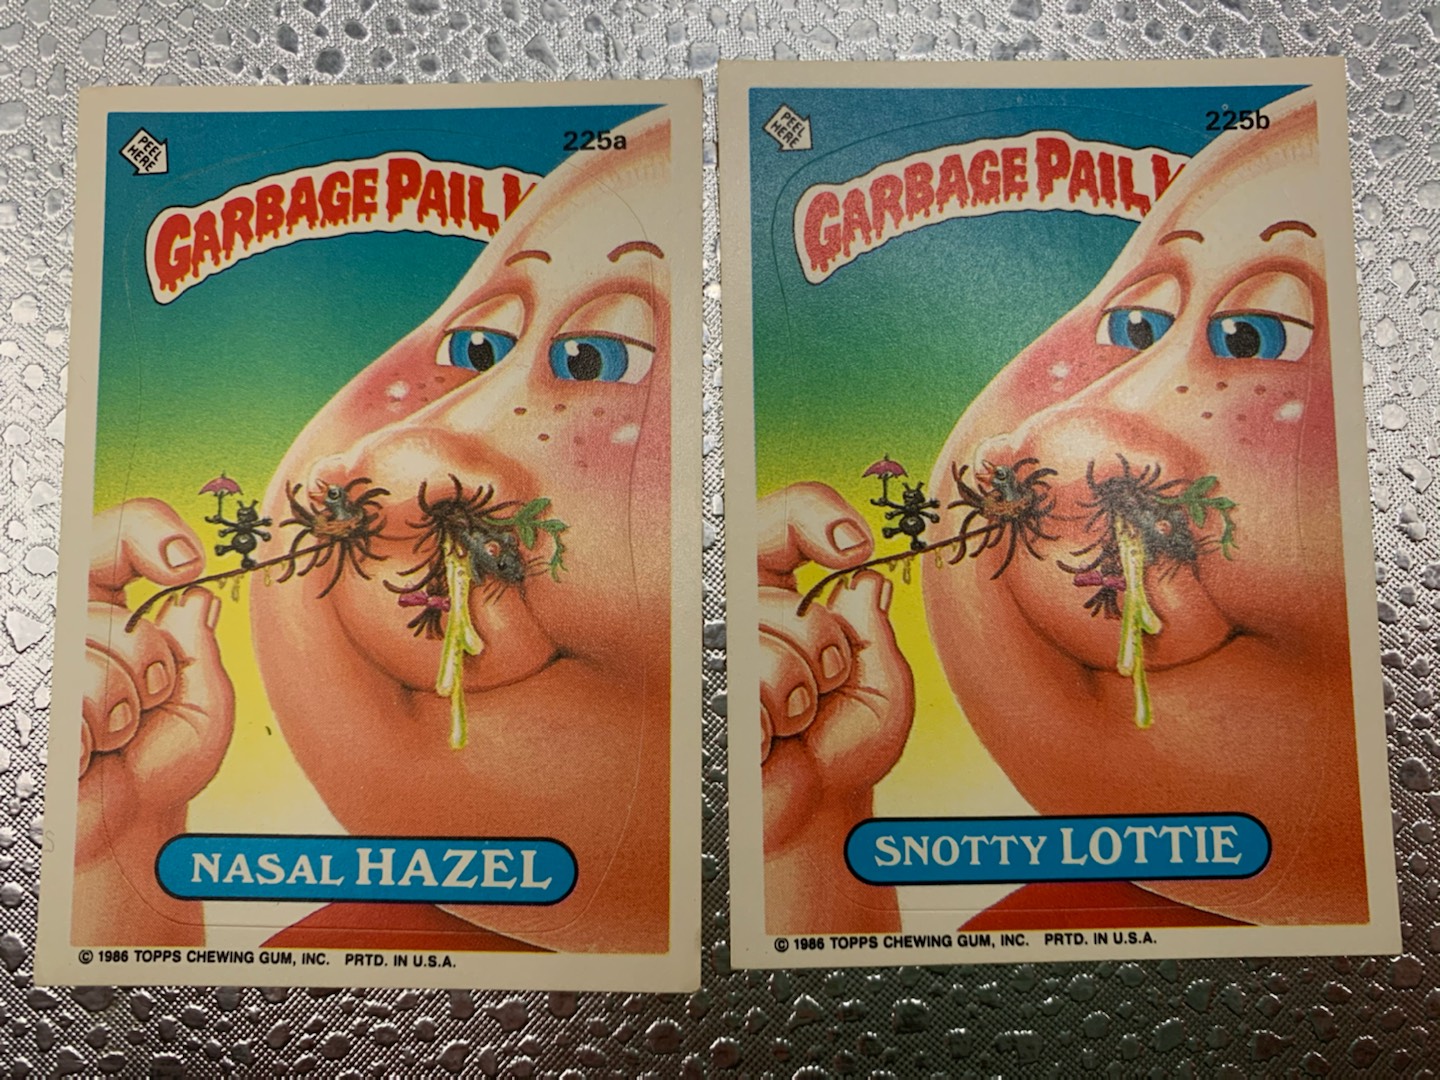 PEEL
HERE
225a
GARBAGE PAIL
NASAL HAZEL
© 1986 TOPPS CHEWING GUM, INC. PRTD. IN U.S.A.
PEEL
HERE
225b
GARBAGE PAIL
SNOTTY LOTTIE
© 1986 TOPPS CHEWING GUM, INC. PRTD. IN U.S.A.